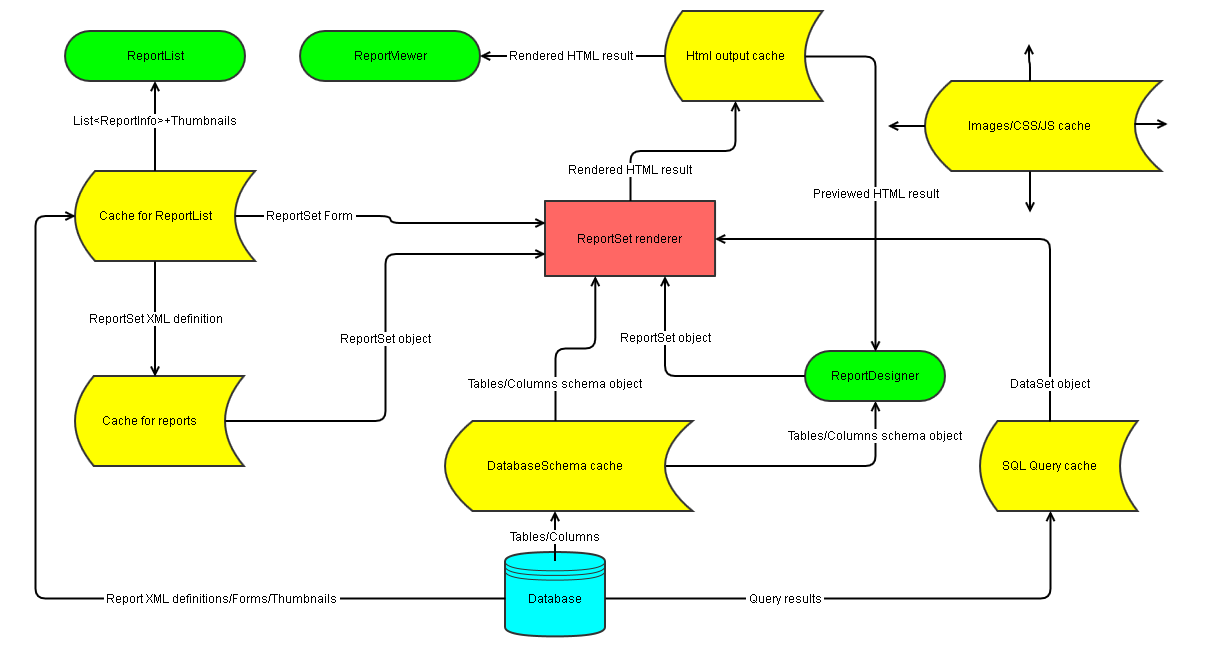 ReportList
ReportViewer
Rendered HTML result
Html output cache
List<ReportInfo>+Thumbnails
Images/CSS/JS cache
Rendered HTML result
Previewed HTML result
Cache for ReportList
ReportSet Form
ReportSet renderer
ReportSet XML definition
ReportSet object
ReportSet object
ReportDesigner
Tables/Columns schema object
DataSet object
Cache for reports
Tables/Columns schema object
DatabaseSchema cache
SQL Query cache
Tables/Columns
Report XML definitions/Forms/Thumbnails
Database
Query results